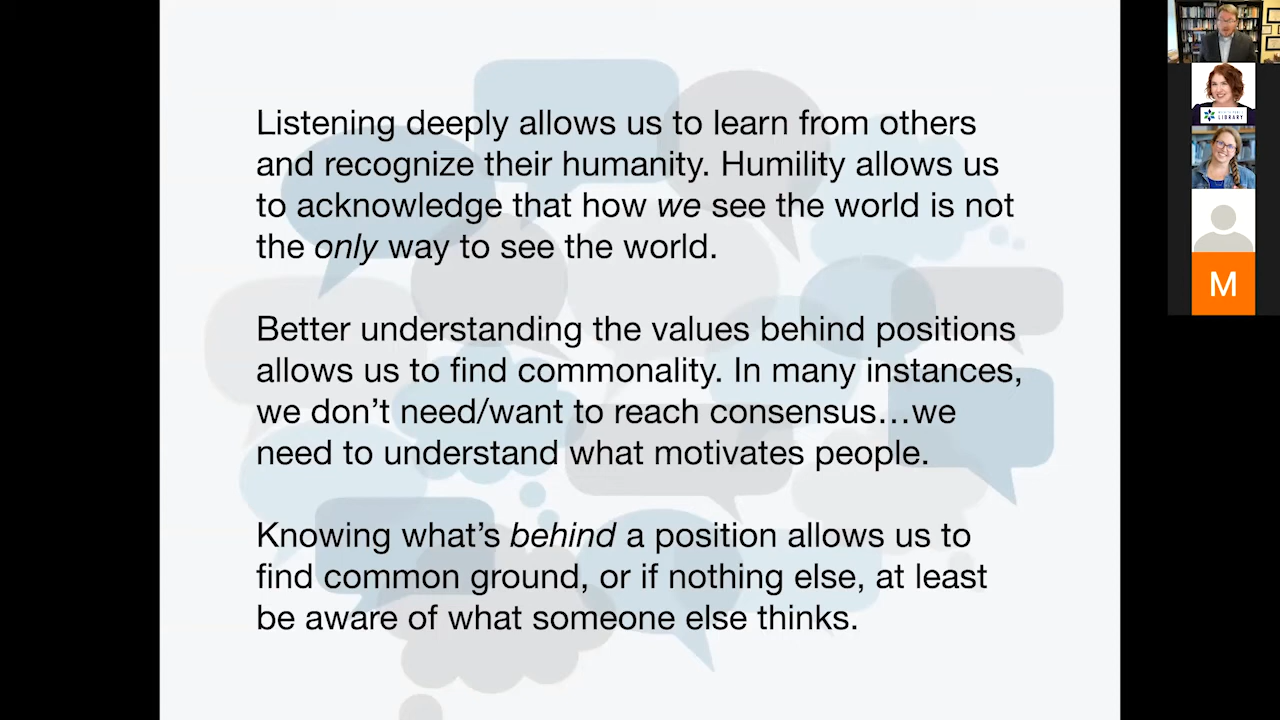 Listening deeply allows us to learn from others
and recognize their humanity. Humility allows us
to acknowledge that how we see the world is not
the only way to see the world.
Better understanding the values behind positions
allows us to find commonality. In many instances,
we don’t need/want to reach consensus…we
need to understand what motivates people.
Knowing what’s behind a position allows us to
find common ground, or if nothing else, at least
be aware of what someone else thinks.
LIBRARY
M